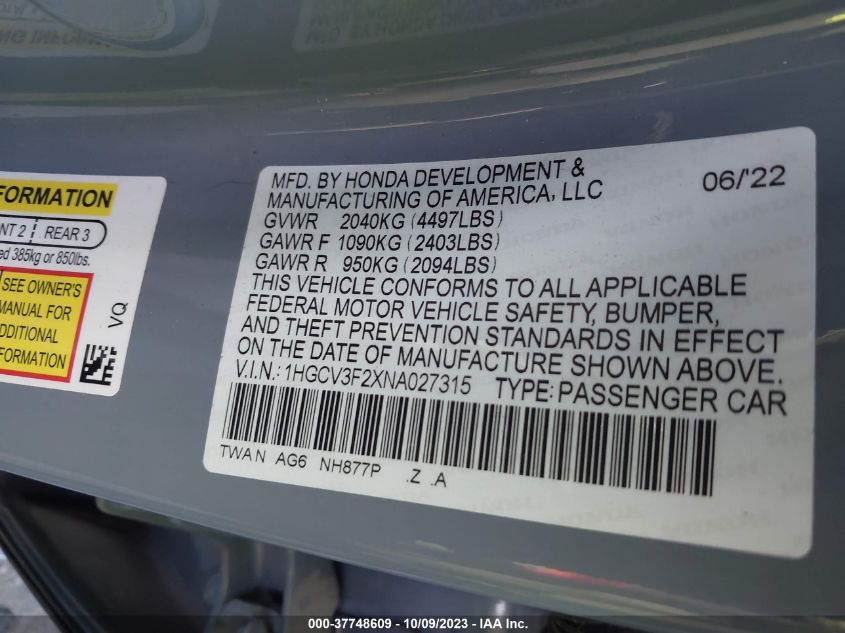 FORMATION
NT 2 REAR 3
ed 385kg or 850lbs.
SEE OWNER'S
MANUAL FOR
DDITIONAL
FORMATION
VQ
MFD. BY HONDA DEVELOPMENT &
MANUFACTURING OF AMERICA, LLC 06/'22
GVWR 2040KG (4497LBS)
GAWR F 1090KG (2403LBS)
GAWR R 950KG (2094LBS)
THIS VEHICLE CONFORMS TO ALL APPLICABLE
FEDERAL MOTOR VEHICLE SAFETY, BUMPER,
AND THEFT PREVENTION STANDARDS IN EFFECT
ON THE DATE OF MANUFACTURE SHOWN ABOVE.
V.I.N.: 1HGCV3F2XNA027315 TYPE: PASSENGER CAR
TWA N AG6 NH877P .Z .A
000-37748609 - 10/09/2023 - IAA Inc.